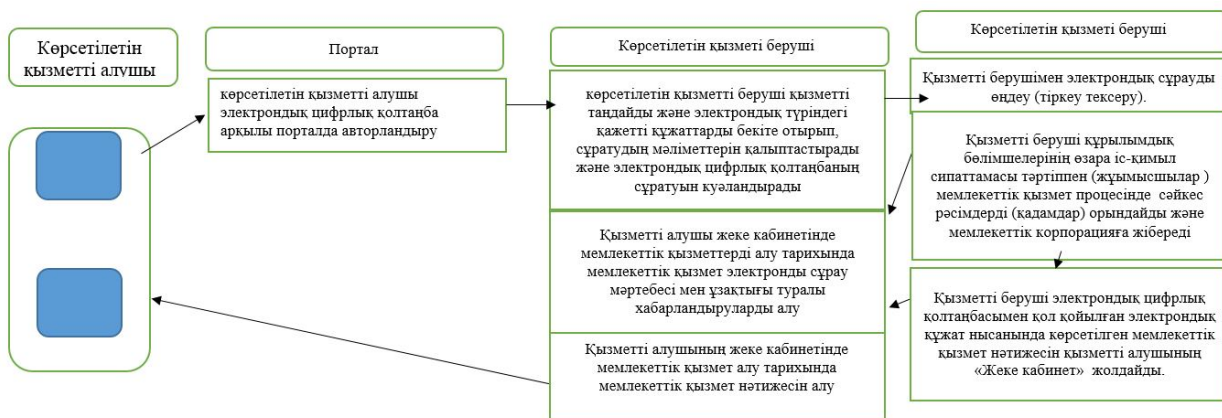 Көрсетілетін
қызметті алушы
Портал
Көрсетілетін қызметі беруші
Көрсетілетін қызметі беруші
көрсетілетін қызметті алушы
электрондық цифрлық қолтаңба
арқылы порталда авторландыру
көрсетілетін қызметті беруші қызметті
таңдайды және электрондық түріндегі
қажетті құжаттарды бекіте отырып,
сұратудың мәліметтерін қалыптастырады
және электрондық цифрлық қолтаңбаның
сұратуын куәландырады
Қызметті берушімен электрондық сұрауды
өңдеу (тіркеу тексеру).
Қызметті беруші құрылымдық
бөлімшелерінің өзара іс-қимыл
сипаттамасы тәртіппен (жұымысшылар )
мемлекеттік қызмет процесінде сәйкес
рәсімдерді (қадамдар) орындайды және
мемлекеттік корпорацияға жібереді
Қызметті алушы жеке кабинетінде
мемлекеттік қызметтерді алу тарихында
мемлекеттік қызмет электронды сұрау
мәртебесі мен ұзақтығы туралы
хабарландыруларды алу
Қызметті беруші электрондық цифрлық
қолтаңбасымен қол қойылған электрондық
құжат нысанында көрсетілген мемлекеттік
қызмет нәтижесін қызметті алушының
«Жеке кабинет» жолдайды.
Қызметті алушының жеке кабинетінде
мемлекеттік қызмет алу тарихында
мемлекеттік қызмет нәтижесін алу